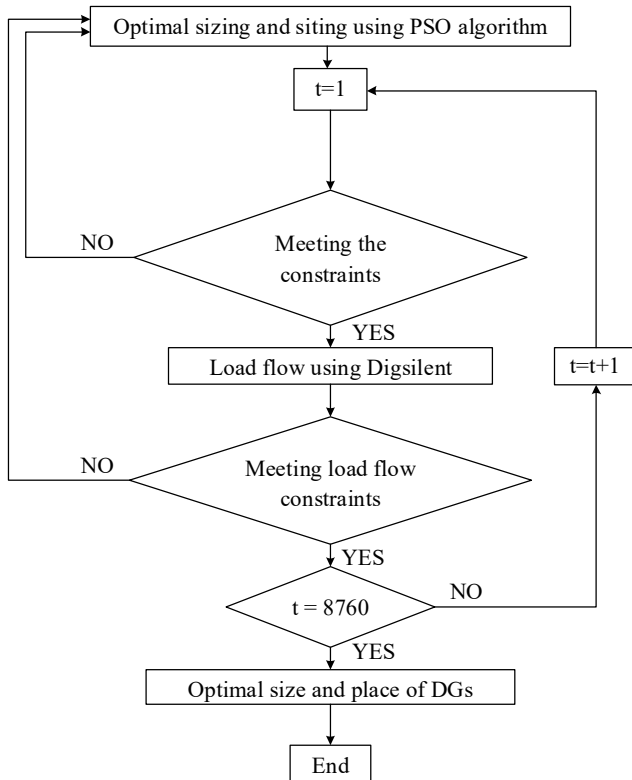 Optimal sizing and siting using PSO algorithm
t=1
NO
Meeting the
constraints
YES
Load flow using Digsilent
t=t+1
NO
Meeting load flow
constraints
YES
t = 8760
NO
YES
Optimal size and place of DGs
End